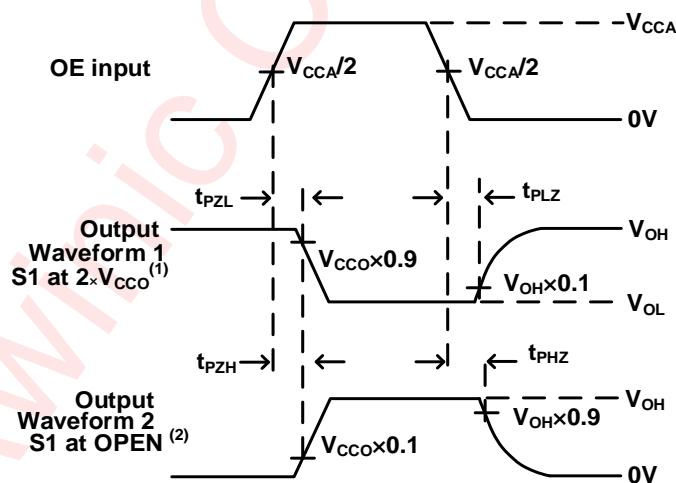 V_CCA
OE input
V_CCA/2
V_CCA/2
0V
t_PZL
t_PLZ
Output
Waveform 1
S1 at 2×V_CCO^(1)
V_CCO×0.9
V_OH
V_OH×0.1
V_OL
t_PZH
t_PHZ
Output
Waveform 2
S1 at OPEN ^(2)
V_CCO×0.1
V_OH
V_OH×0.9
0V